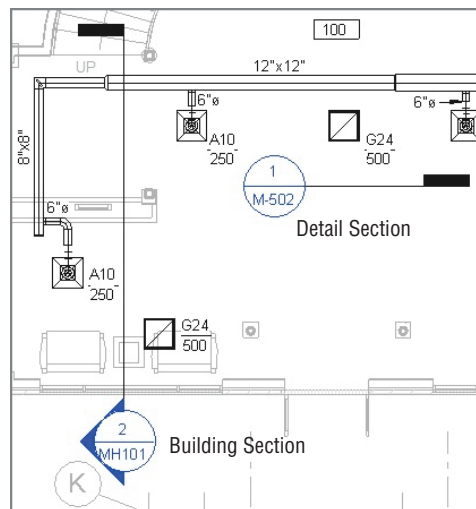 100
UP
12"x12"
6"ø
6"ø
8"x8"
A10
250
G24
500
1
M-502
Detail Section
6"ø
A10
250
G24
500
2
MH101
Building Section
K